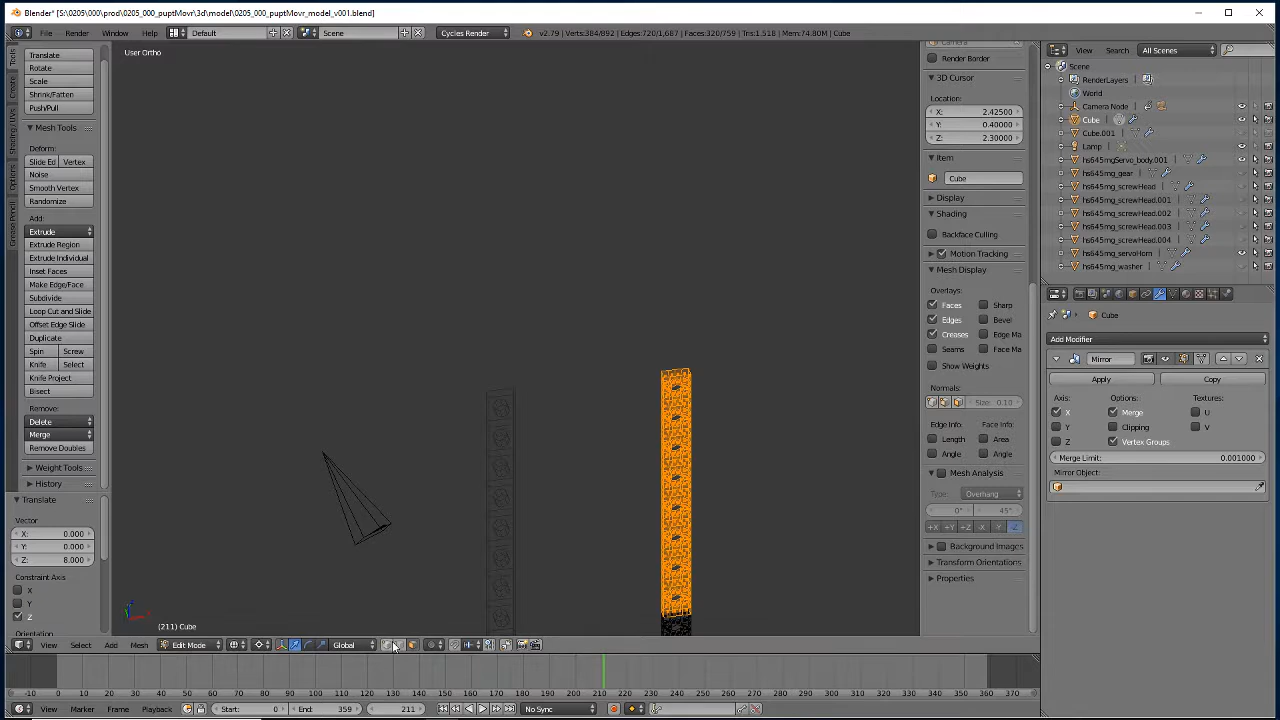 Blender* [S:\0205\000\prod\0205_000_puptMovr\3d\model\0205_000_puptMovr_model_v001.blend]
File Render Window Help Default Scene Cycles Render v2.79 | Verts:384/892 | Edges:720/1,687 | Faces:320/759 | Tris:1,518 | Mem:74.80M | Cube
Tools
Create
Shading / UVs
Options
Grease Pencil
Translate
Rotate
Scale
Shrink/Fatten
Push/Pull
Mesh Tools
Deform:
Slide Ed Vertex
Noise
Smooth Vertex
Randomize
Add:
Extrude
Extrude Region
Extrude Individual
Inset Faces
Make Edge/Face
Subdivide
Loop Cut and Slide
Offset Edge Slide
Duplicate
Spin Screw
Knife Select
Knife Project
Bisect
Remove:
Delete
Merge
Remove Doubles
Weight Tools
History
Translate
Vector:
X: 0.000
Y: 0.000
Z: 8.000
Constraint Axis
X
Y
Z
Orientation
User Ortho
(211) Cube
Render Border
3D Cursor
Location:
X: 2.42500
Y: 0.40000
Z: 2.30000
Item
Cube
Display
Shading
Backface Culling
Motion Tracking
Mesh Display
Overlays:
Faces Sharp
Edges Bevel
Creases Edge Ma
Seams Face Ma
Show Weights
Normals:
Size: 0.10
Edge Info: Face Info:
Length Area
Angle Angle
Mesh Analysis
Type: Overhang
0° 45°
+X +Y +Z -X -Y -Z
Background Images
Transform Orientations
Properties
View Search All Scenes
Scene
RenderLayers
World
Camera Node
Cube
Cube.001
Lamp
hs645mgServo_body.001
hs645mg_gear
hs645mg_screwHead
hs645mg_screwHead.001
hs645mg_screwHead.002
hs645mg_screwHead.003
hs645mg_screwHead.004
hs645mg_servoHorn
hs645mg_washer
Cube
Add Modifier
Mirror
Apply Copy
Axis: Options: Textures:
X Merge U
Y Clipping V
Z Vertex Groups
Merge Limit: 0.001000
Mirror Object:
View Select Add Mesh Edit Mode Global
-10 0 10 20 30 40 50 60 70 80 90 100 110 120 130 140 150 160 170 180 190 200 210 220 230 240 250 260 270 280 290 300 310 320 330 340 350 360 370
View Marker Frame Playback Start: 0 End: 359 211 No Sync